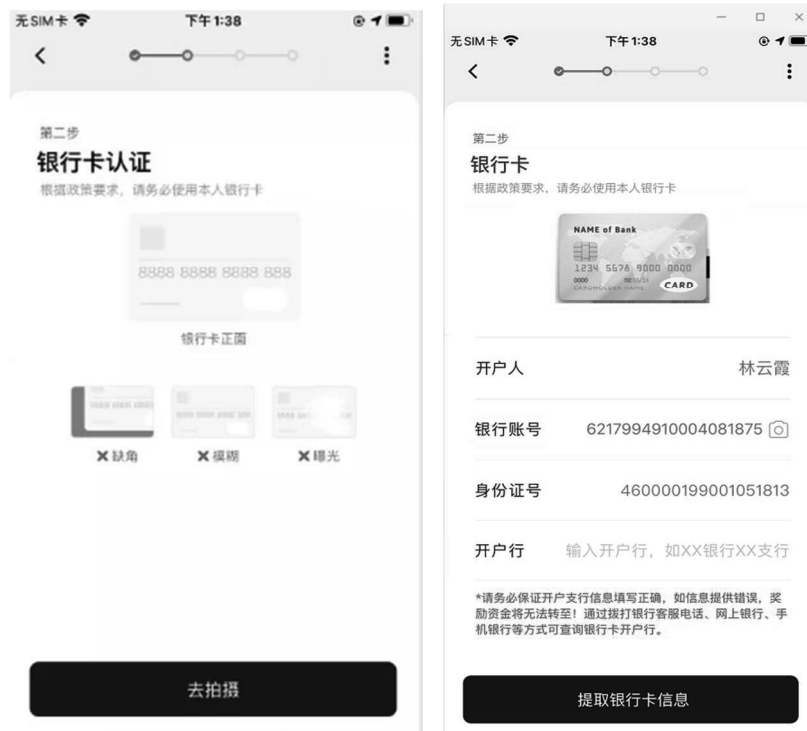 无SIM卡 下午1:38
第二步
银行卡认证
根据政策要求，请务必使用本人银行卡
8888 8888 8888 888
银行卡正面
缺角 模糊 曝光
去拍摄
无SIM卡 下午1:38
第二步
银行卡
根据政策要求，请务必使用本人银行卡
NAME of Bank
1234 5678 9000 0000
0000
CARDHOLDER NAME
CARD
开户人 林云霞
银行账号 6217994910004081875
身份证号 460000199001051813
开户行 输入开户行，如XX银行XX支行
*请务必保证开户支行信息填写正确，如信息提供错误，奖
励资金将无法转至！通过拨打银行客服电话、网上银行、手
机银行等方式可查询银行卡开户行。
提取银行卡信息